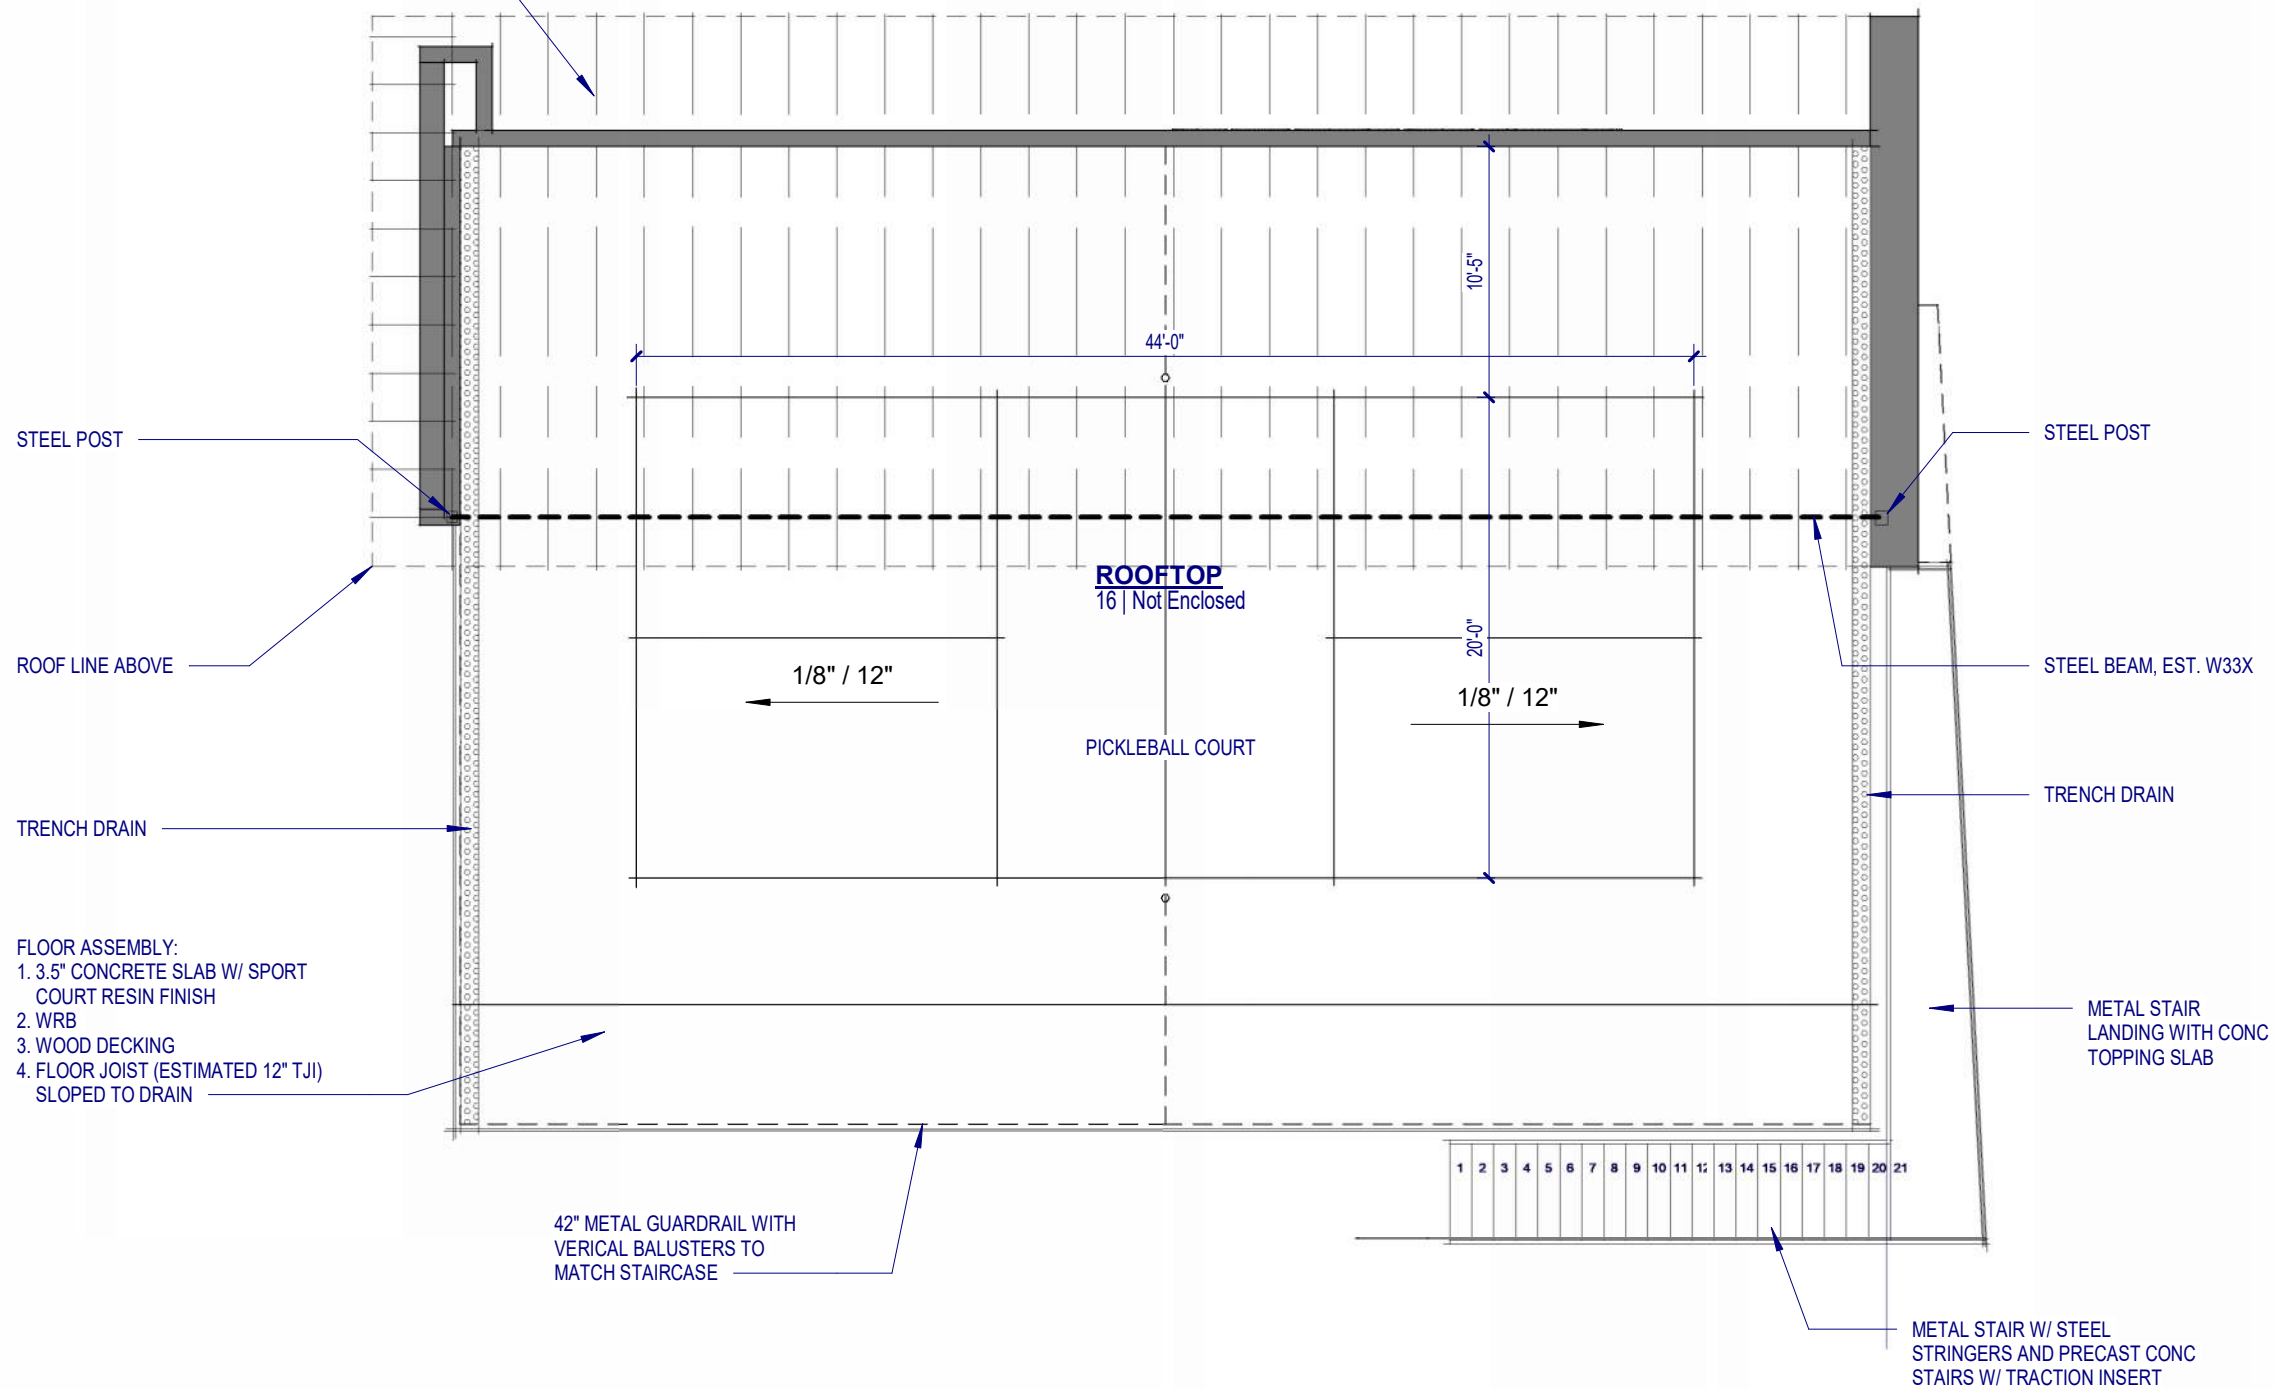 10'-5"
44'-0"
STEEL POST
STEEL POST
ROOFTOP
16 | Not Enclosed
20'-0"
ROOF LINE ABOVE
1/8" / 12"
1/8" / 12"
STEEL BEAM, EST. W33X
PICKLEBALL COURT
TRENCH DRAIN
TRENCH DRAIN
FLOOR ASSEMBLY:
1. 3.5" CONCRETE SLAB W/ SPORT
COURT RESIN FINISH
2. WRB
3. WOOD DECKING
4. FLOOR JOIST (ESTIMATED 12" TJI)
SLOPED TO DRAIN
METAL STAIR
LANDING WITH CONC
TOPPING SLAB
1 2 3 4 5 6 7 8 9 10 11 12 13 14 15 16 17 18 19 20 21
42" METAL GUARDRAIL WITH
VERICAL BALUSTERS TO
MATCH STAIRCASE
METAL STAIR W/ STEEL
STRINGERS AND PRECAST CONC
STAIRS W/ TRACTION INSERT